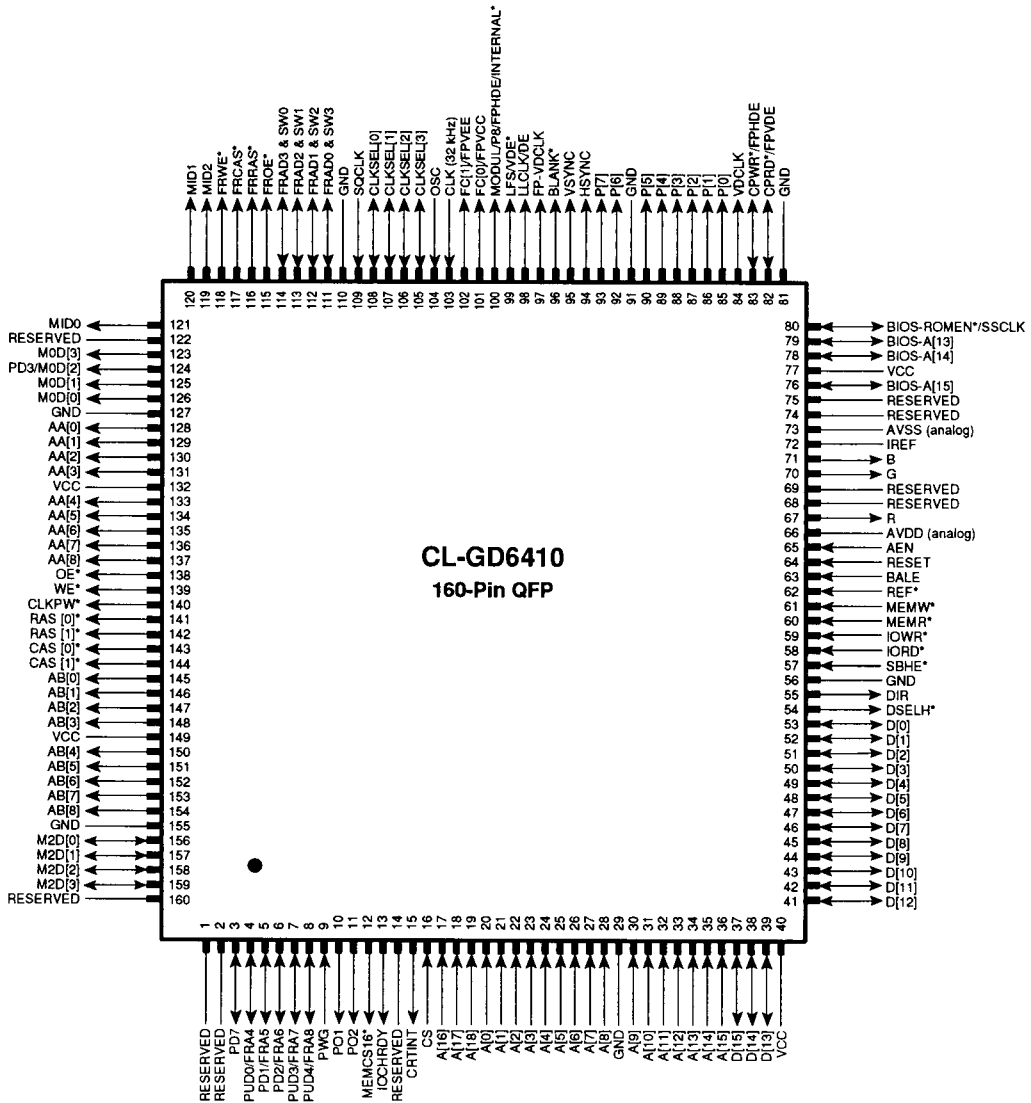 MID1
MID2
FRWE*
FRCAS*
FRRAS*
FROE*
FRAD3 & SW0
FRAD2 & SW1
FRAD1 & SW2
FRAD0 & SW3
GND
SQCLK
CLKSEL[0]
CLKSEL[1]
CLKSEL[2]
CLKSEL[3]
OSC
CLK (32 kHz)
FC[1]/FPVEE
FC[0]/FPVCC
MODUL/P8/FPHDE/INTERNAL*
LFS/VDE*
LLCLK/DE
FP-VDCLK
BLANK*
VSYNC
HSYNC
P[7]
P[6]
GND
P[5]
P[4]
P[3]
P[2]
P[1]
P[0]
VDCLK
CPWR*/FPHDE
CPRD*/FPVDE
GND
120
119
118
117
116
115
114
113
112
111
110
109
108
107
106
105
104
103
102
101
100
99
98
97
96
95
94
93
92
91
90
89
88
87
86
85
84
83
82
81
MID0 121
RESERVED 122
M0D[3] 123
PD3/M0D[2] 124
M0D[1] 125
M0D[0] 126
GND 127
AA[0] 128
AA[1] 129
AA[2] 130
AA[3] 131
VCC 132
AA[4] 133
AA[5] 134
AA[6] 135
AA[7] 136
AA[8] 137
OE* 138
WE* 139
CLKPW* 140
RAS [0]* 141
RAS [1]* 142
CAS [0]* 143
CAS [1]* 144
AB[0] 145
AB[1] 146
AB[2] 147
AB[3] 148
VCC 149
AB[4] 150
AB[5] 151
AB[6] 152
AB[7] 153
AB[8] 154
GND 155
M2D[0] 156
M2D[1] 157
M2D[2] 158
M2D[3] 159
RESERVED 160
CL-GD6410
160-Pin QFP
80 BIOS-ROMEN*/SSCLK
79 BIOS-A[13]
78 BIOS-A[14]
77 VCC
76 BIOS-A[15]
75 RESERVED
74 RESERVED
73 AVSS (analog)
72 IREF
71 B
70 G
69 RESERVED
68 RESERVED
67 R
66 AVDD (analog)
65 AEN
64 RESET
63 BALE
62 REF*
61 MEMW*
60 MEMR*
59 IOWR*
58 IORD*
57 SBHE*
56 GND
55 DIR
54 DSELH*
53 D[0]
52 D[1]
51 D[2]
50 D[3]
49 D[4]
48 D[5]
47 D[6]
46 D[7]
45 D[8]
44 D[9]
43 D[10]
42 D[11]
41 D[12]
1
2
3
4
5
6
7
8
9
10
11
12
13
14
15
16
17
18
19
20
21
22
23
24
25
26
27
28
29
30
31
32
33
34
35
36
37
38
39
40
RESERVED
RESERVED
PD7
PUD0/FRA4
PD1/FRA5
PD2/FRA6
PUD3/FRA7
PUD4/FRA8
PWG
PO1
PO2
MEMCS16*
IOCHRDY
RESERVED
CRTINT
CS
A[16]
A[17]
A[18]
A[0]
A[1]
A[2]
A[3]
A[4]
A[5]
A[6]
A[7]
A[8]
GND
A[9]
A[10]
A[11]
A[12]
A[13]
A[14]
A[15]
D[15]
D[14]
D[13]
VCC